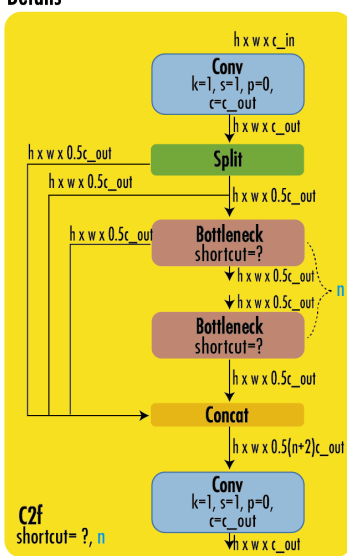 Details
h x w x c_in
Conv
k=1, s=1, p=0,
c=c_out
h x w x c_out
h x w x 0.5c_out
Split
h x w x 0.5c_out
h x w x 0.5c_out
h x w x 0.5c_out
Bottleneck
shortcut=?
h x w x 0.5c_out
n
h x w x 0.5c_out
Bottleneck
shortcut=?
h x w x 0.5c_out
Concat
h x w x 0.5(n+2)c_out
Conv
k=1, s=1, p=0,
c=c_out
C2f
shortcut= ?, n
h x w x c_out